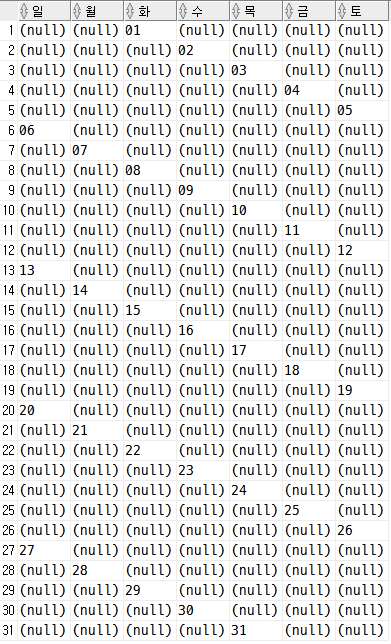 일 월 화 수 목 금 토
1 (null) (null) 01 (null) (null) (null) (null)
2 (null) (null) (null) 02 (null) (null) (null)
3 (null) (null) (null) (null) 03 (null) (null)
4 (null) (null) (null) (null) (null) 04 (null)
5 (null) (null) (null) (null) (null) (null) 05
6 06 (null) (null) (null) (null) (null) (null)
7 (null) 07 (null) (null) (null) (null) (null)
8 (null) (null) 08 (null) (null) (null) (null)
9 (null) (null) (null) 09 (null) (null) (null)
10 (null) (null) (null) (null) 10 (null) (null)
11 (null) (null) (null) (null) (null) 11 (null)
12 (null) (null) (null) (null) (null) (null) 12
13 13 (null) (null) (null) (null) (null) (null)
14 (null) 14 (null) (null) (null) (null) (null)
15 (null) (null) 15 (null) (null) (null) (null)
16 (null) (null) (null) 16 (null) (null) (null)
17 (null) (null) (null) (null) 17 (null) (null)
18 (null) (null) (null) (null) (null) 18 (null)
19 (null) (null) (null) (null) (null) (null) 19
20 20 (null) (null) (null) (null) (null) (null)
21 (null) 21 (null) (null) (null) (null) (null)
22 (null) (null) 22 (null) (null) (null) (null)
23 (null) (null) (null) 23 (null) (null) (null)
24 (null) (null) (null) (null) 24 (null) (null)
25 (null) (null) (null) (null) (null) 25 (null)
26 (null) (null) (null) (null) (null) (null) 26
27 27 (null) (null) (null) (null) (null) (null)
28 (null) 28 (null) (null) (null) (null) (null)
29 (null) (null) 29 (null) (null) (null) (null)
30 (null) (null) (null) 30 (null) (null) (null)
31 (null) (null) (null) (null) 31 (null) (null)